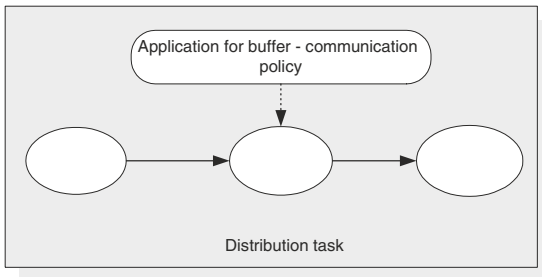 Application for buffer - communication
policy
Distribution task